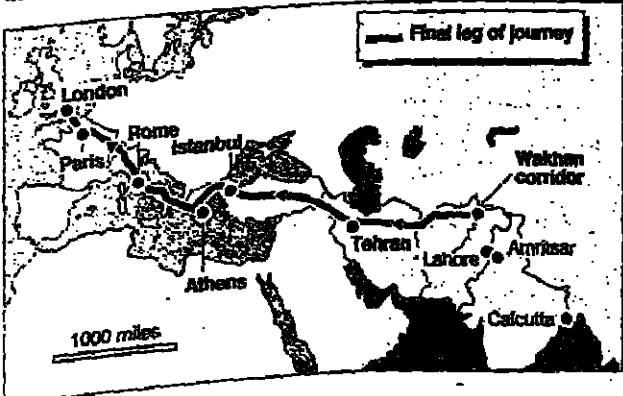 Final leg of journey
London
Rome
Paris
Istanbul
Wakhan
corridor
Tehran
Lahore
Amritsar
Athens
Calcutta
1000 miles